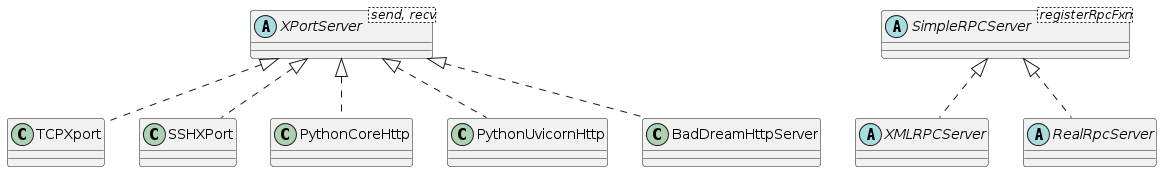 send, recv
registerRpcFxn
A XPortServer
A SimpleRPCServer
C TCPXport
C SSHXPort
C PythonCoreHttp
C PythonUvicornHttp
C BadDreamHttpServer
A XMLRPCServer
A RealRpcServer